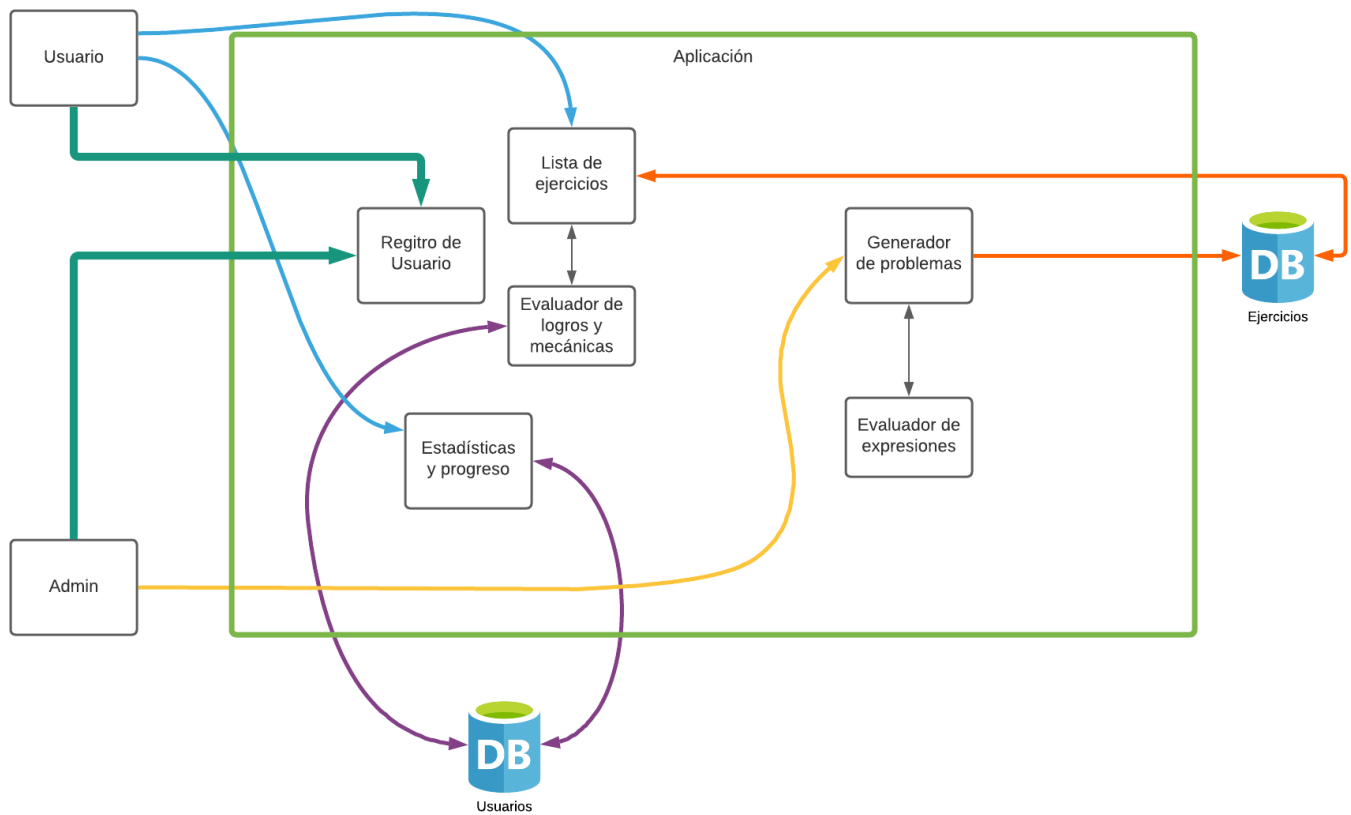 Usuario
Aplicación
Lista de
ejercicios
Regitro de
Usuario
Generador
de problemas
DB
Ejercicios
Evaluador de
logros y
mecánicas
Estadísticas
y progreso
Evaluador de
expresiones
Admin
DB
Usuarios